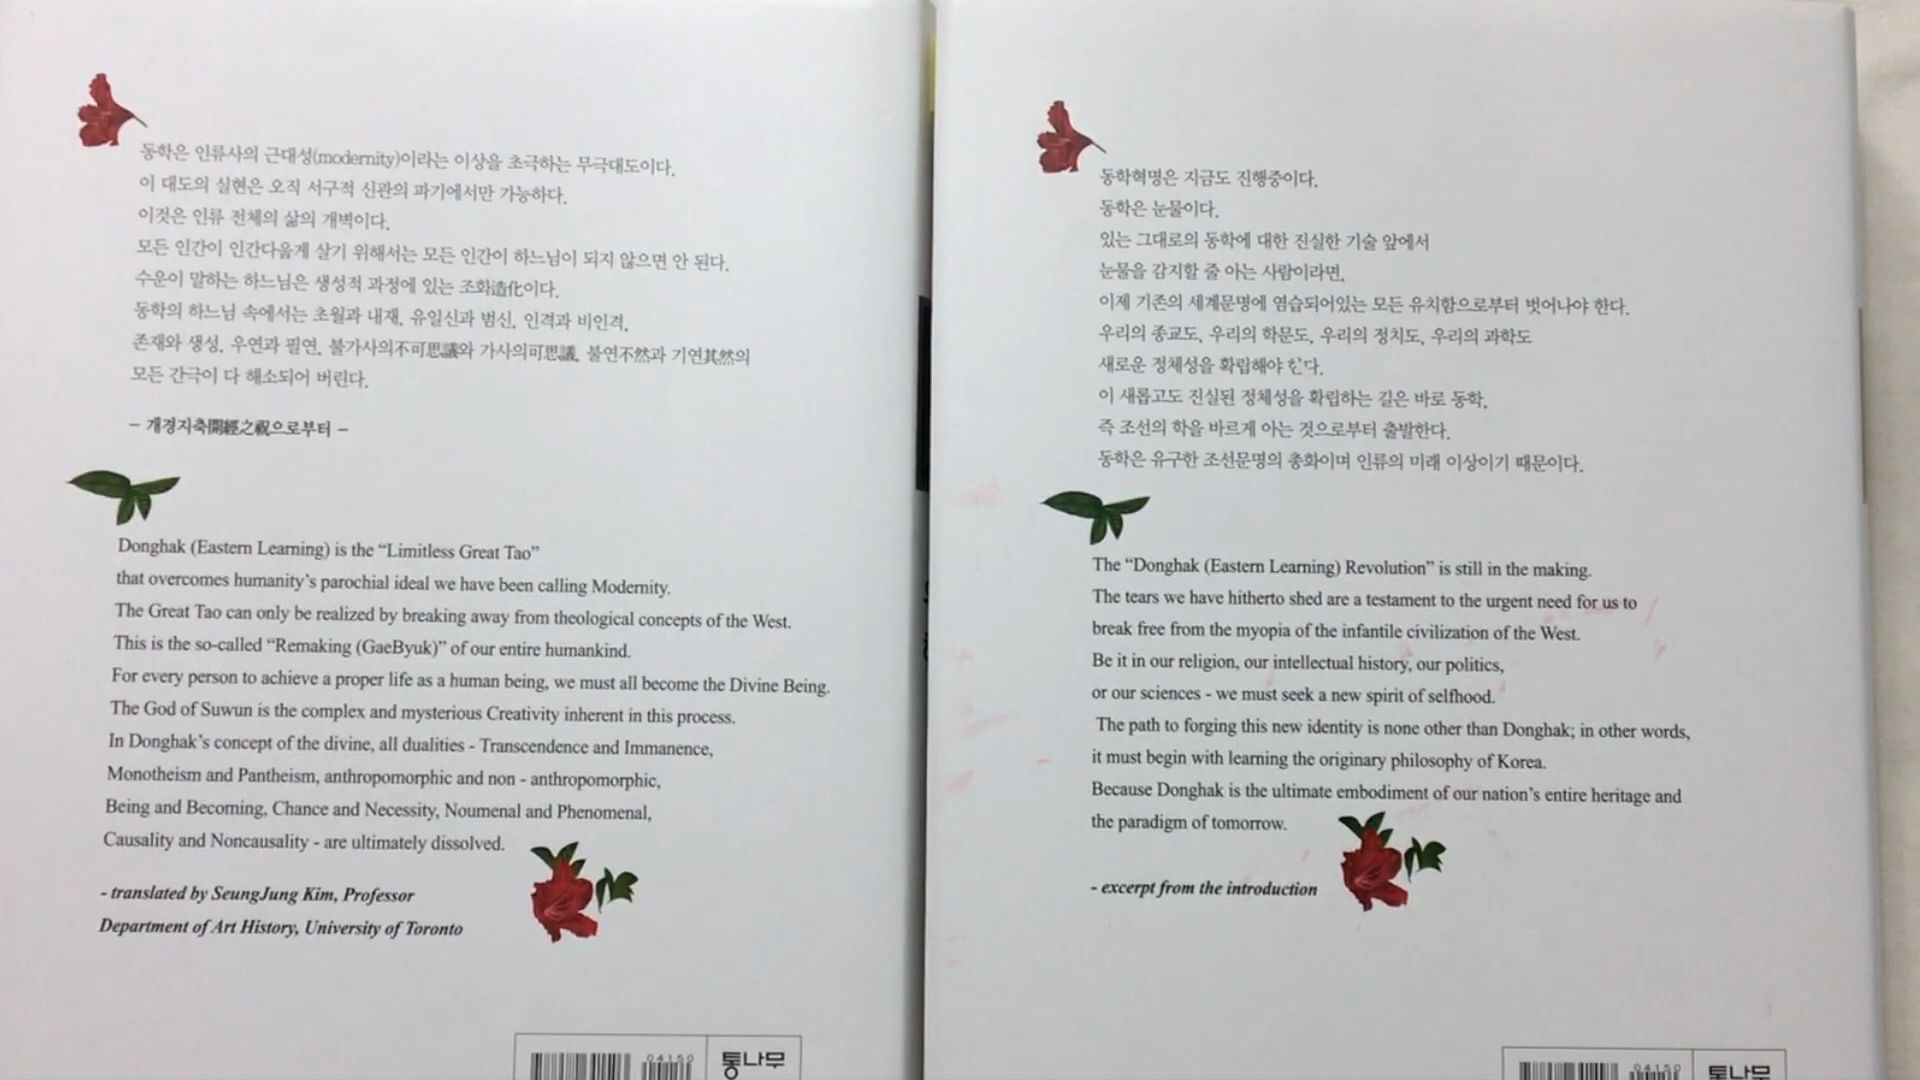 동학은 인류사의 근대성(modernity)이라는 이상을 초극하는 무극대도이다.
이 대도의 실현은 오직 서구적 신관의 파기에서만 가능하다.
이것은 인류 전체의 삶의 개벽이다.
모든 인간이 인간다웁게 살기 위해서는 모든 인간이 하느님이 되지 않으면 안 된다.
수운이 말하는 하느님은 생성적 과정에 있는 조화造化이다.
동학의 하느님 속에서는 초월과 내재, 유일신과 범신, 인격과 비인격,
존재와 생성, 우연과 필연, 불가사의不可思議와 가사의可思議, 불연不然과 기연其然의
모든 간극이 다 해소되어 버린다.
– 개경지축開經之祝으로부터 –
Donghak (Eastern Learning) is the “Limitless Great Tao”
that overcomes humanity’s parochial ideal we have been calling Modernity.
The Great Tao can only be realized by breaking away from theological concepts of the West.
This is the so-called “Remaking (GaeByuk)” of our entire humankind.
For every person to achieve a proper life as a human being, we must all become the Divine Being.
The God of Suwun is the complex and mysterious Creativity inherent in this process.
In Donghak’s concept of the divine, all dualities - Transcendence and Immanence,
Monotheism and Pantheism, anthropomorphic and non - anthropomorphic,
Being and Becoming, Chance and Necessity, Noumenal and Phenomenal,
Causality and Noncausality - are ultimately dissolved.
- translated by SeungJung Kim, Professor
Department of Art History, University of Toronto
04150
통나무
동학혁명은 지금도 진행중이다.
동학은 눈물이다.
있는 그대로의 동학에 대한 진실한 기술 앞에서
눈물을 감지할 줄 아는 사람이라면,
이제 기존의 세계문명에 염습되어있는 모든 유치함으로부터 벗어나야 한다.
우리의 종교도, 우리의 학문도, 우리의 정치도, 우리의 과학도
새로운 정체성을 확립해야 한다.
이 새롭고도 진실된 정체성을 확립하는 길은 바로 동학,
즉 조선의 학을 바르게 아는 것으로부터 출발한다.
동학은 유구한 조선문명의 총화이며 인류의 미래 이상이기 때문이다.
The “Donghak (Eastern Learning) Revolution” is still in the making.
The tears we have hitherto shed are a testament to the urgent need for us to
break free from the myopia of the infantile civilization of the West.
Be it in our religion, our intellectual history, our politics,
or our sciences - we must seek a new spirit of selfhood.
The path to forging this new identity is none other than Donghak; in other words,
it must begin with learning the originary philosophy of Korea.
Because Donghak is the ultimate embodiment of our nation’s entire heritage and
the paradigm of tomorrow.
- excerpt from the introduction
04150
통나무